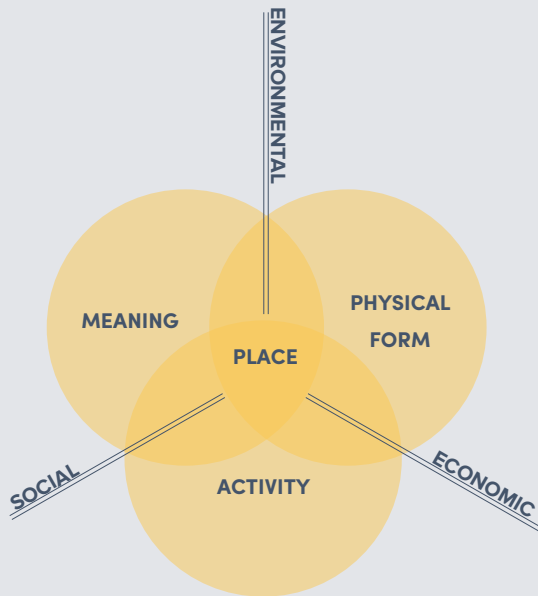 ENVIRONMENTAL
MEANING
PHYSICAL
FORM
PLACE
SOCIAL
ECONOMIC
ACTIVITY